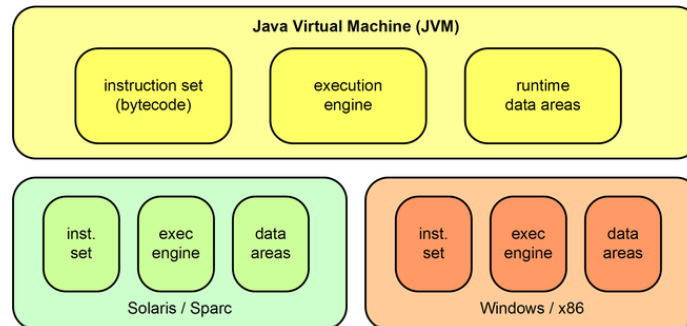 Java Virtual Machine (JVM)
instruction set
(bytecode)
execution
engine
runtime
data areas
inst.
set
exec
engine
data
areas
Solaris / Sparc
inst.
set
exec
engine
data
areas
Windows / x86